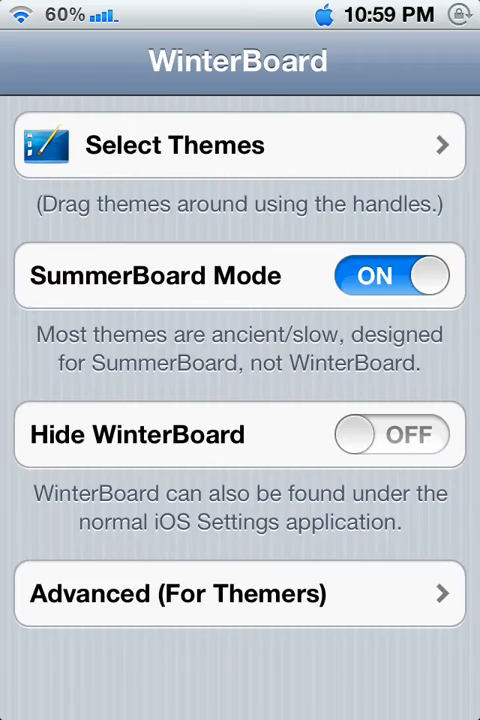 60% 10:59 PM
WinterBoard
Select Themes
(Drag themes around using the handles.)
SummerBoard Mode ON
Most themes are ancient/slow, designed
for SummerBoard, not WinterBoard.
Hide WinterBoard OFF
WinterBoard can also be found under the
normal iOS Settings application.
Advanced (For Themers)